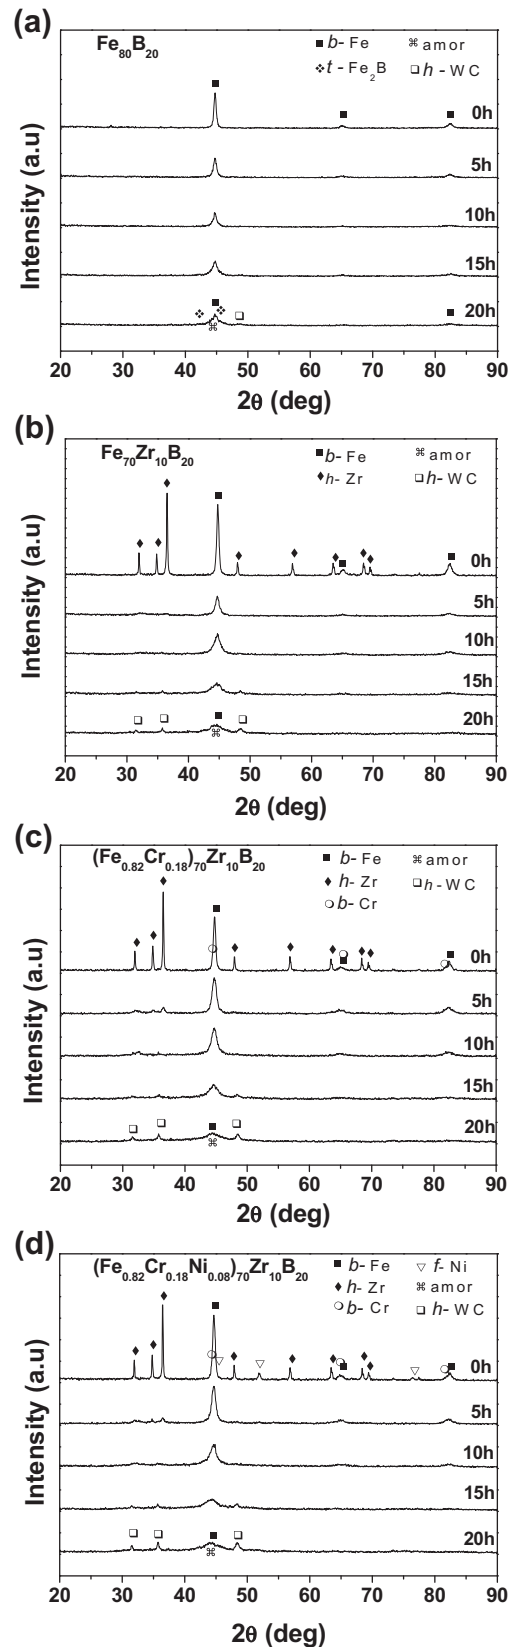 (a)
Fe80B20
■ b- Fe ⌘ amor
❖ t - Fe2B ❑ h - WC
0h
5h
10h
15h
20h
Intensity (a.u)
20 30 40 50 60 70 80 90
2θ (deg)
(b)
Fe70Zr10B20
■ b- Fe ⌘ amor
♦ h- Zr ❑ h- WC
0h
5h
10h
15h
20h
Intensity (a.u)
20 30 40 50 60 70 80 90
2θ (deg)
(c)
(Fe0.82Cr0.18)70Zr10B20
■ b- Fe ⌘ amor
♦ h- Zr ❑ h- WC
❍ b- Cr
0h
5h
10h
15h
20h
Intensity (a.u)
20 30 40 50 60 70 80 90
2θ (deg)
(d)
(Fe0.82Cr0.18Ni0.08)70Zr10B20
■ b- Fe ▽ f- Ni
♦ h- Zr ⌘ amor
❍ b- Cr ❑ h- WC
0h
5h
10h
15h
20h
Intensity (a.u)
20 30 40 50 60 70 80 90
2θ (deg)